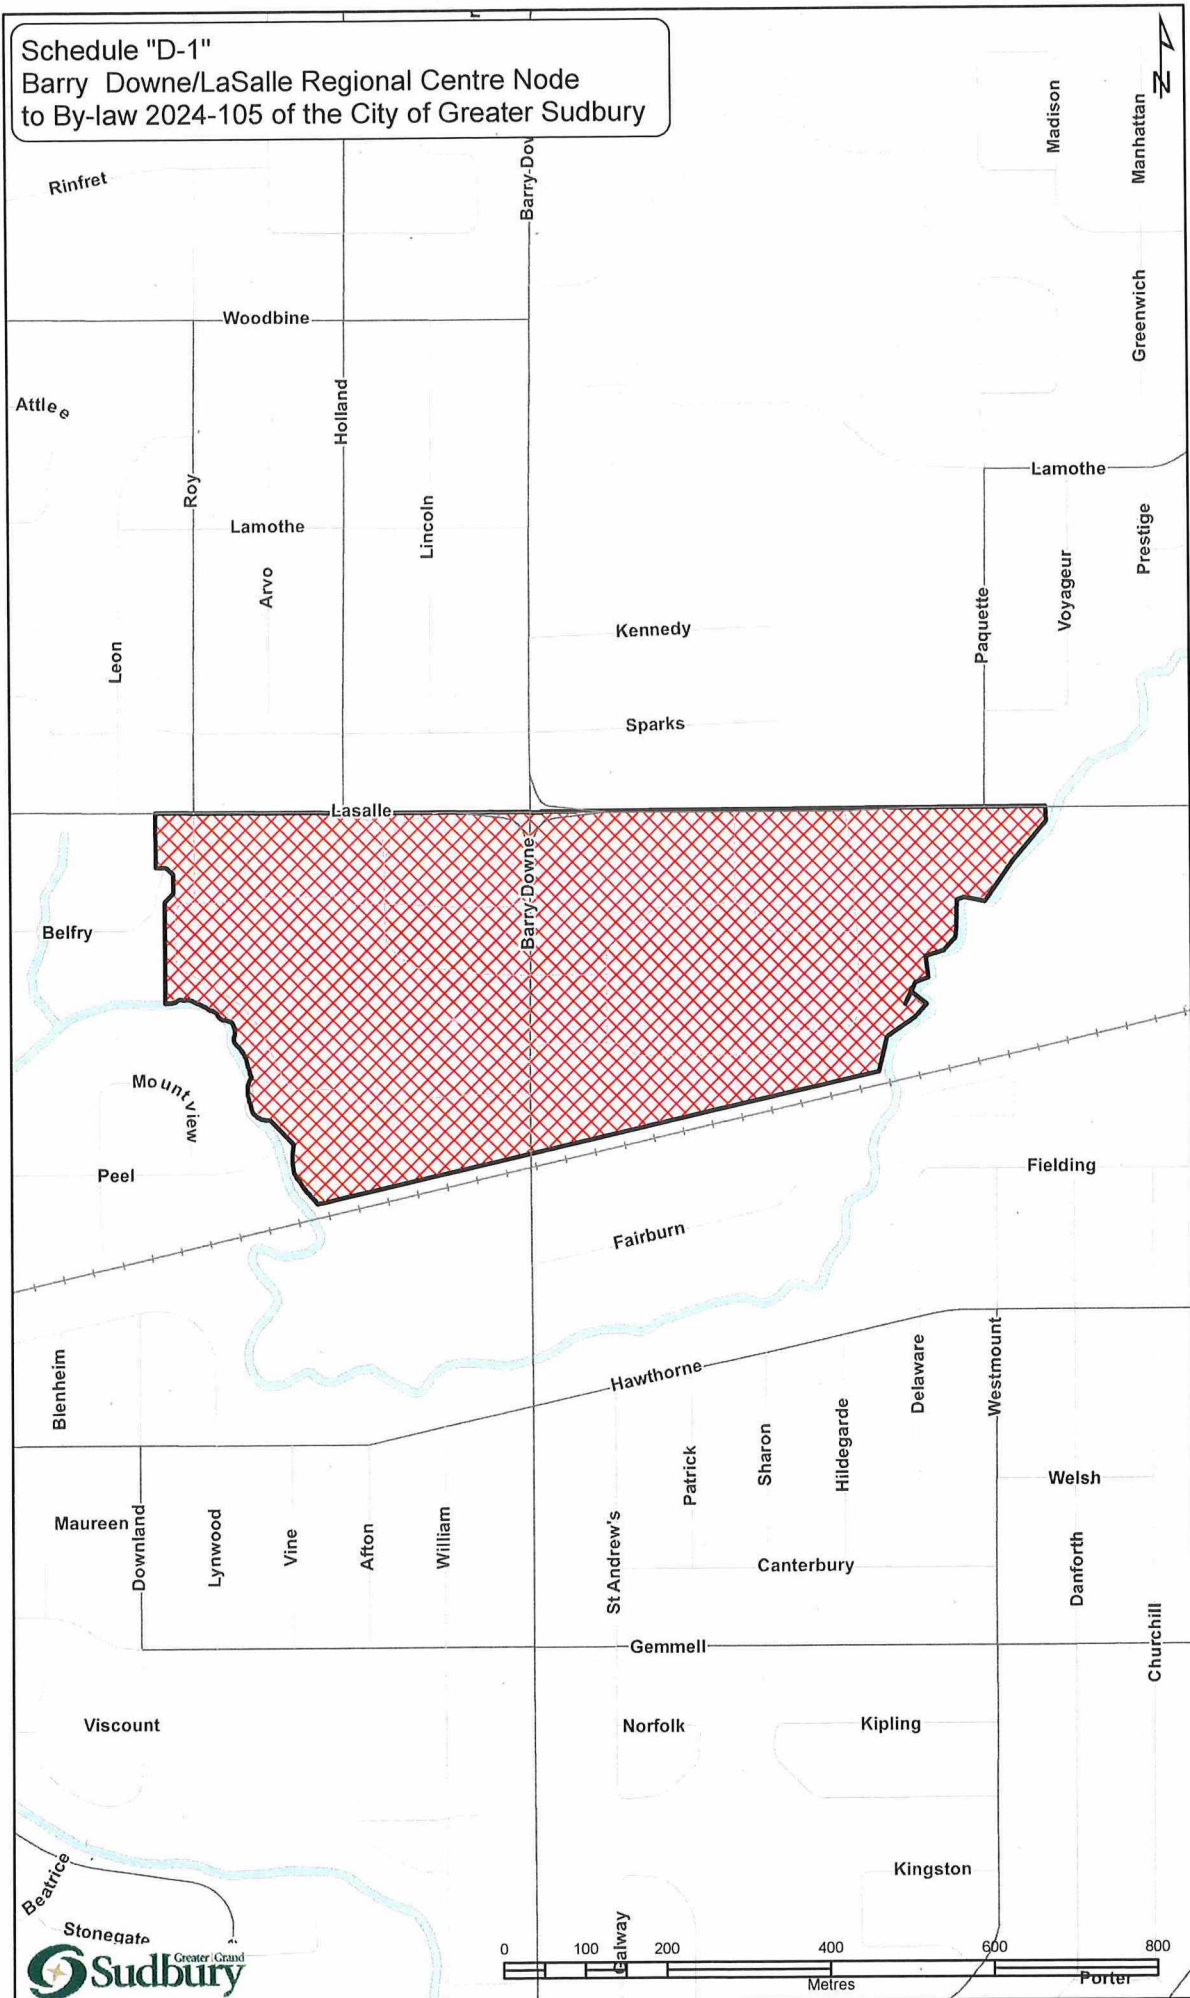 Schedule "D-1"
Barry Downe/LaSalle Regional Centre Node
to By-law 2024-105 of the City of Greater Sudbury
N
Madison
Manhattan
Rinfret
Greenwich
Woodbine
Attlee
Holland
Roy
Lamothe
Lamothe
Lincoln
Prestige
Arvo
Voyageur
Paquette
Kennedy
Leon
Sparks
Lasalle
Barry-Downe
Belfry
Mountview
Peel
Fielding
Fairburn
Blenheim
Hawthorne
Delaware
Westmount
Patrick
Sharon
Hildegarde
Welsh
Maureen
Downland
Lynwood
Vine
Afton
William
St Andrew's
Canterbury
Danforth
Gemmell
Churchill
Viscount
Norfolk
Kipling
Kingston
Beatrice
Stonegate
Galway
Greater | Grand
Sudbury
0 100 200 400 600 800
Metres
Porter